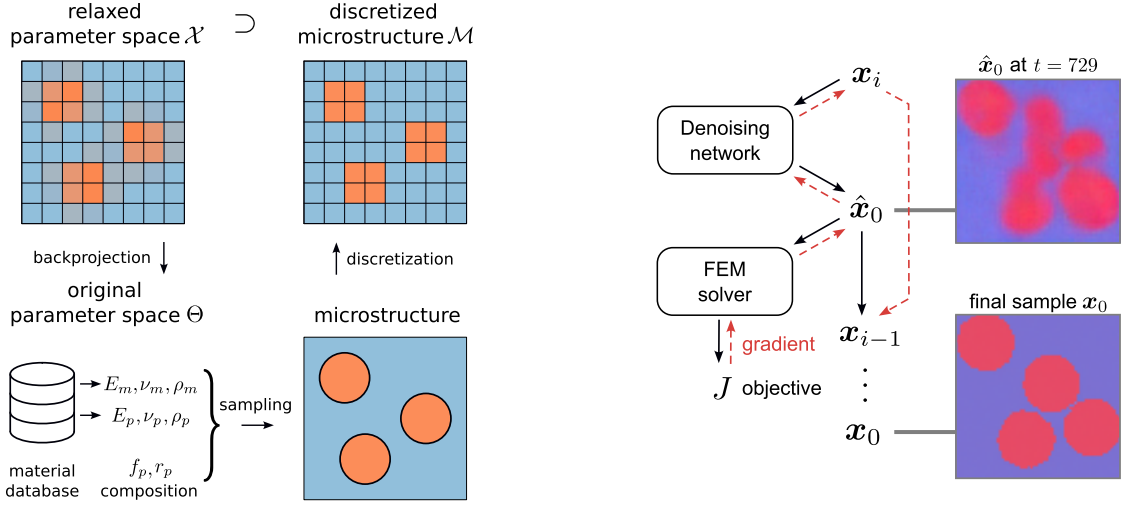 relaxed
parameter space 𝒳
⊃
discretized
microstructure ℳ
backprojection
discretization
original
parameter space Θ
microstructure
E_m, ν_m, ρ_m
E_p, ν_p, ρ_p
sampling
f_p, r_p
material
database
composition
x_i
Denoising
network
x̂_0
FEM
solver
gradient
x_{i−1}
J objective
x_0
x̂_0 at t = 729
final sample x_0